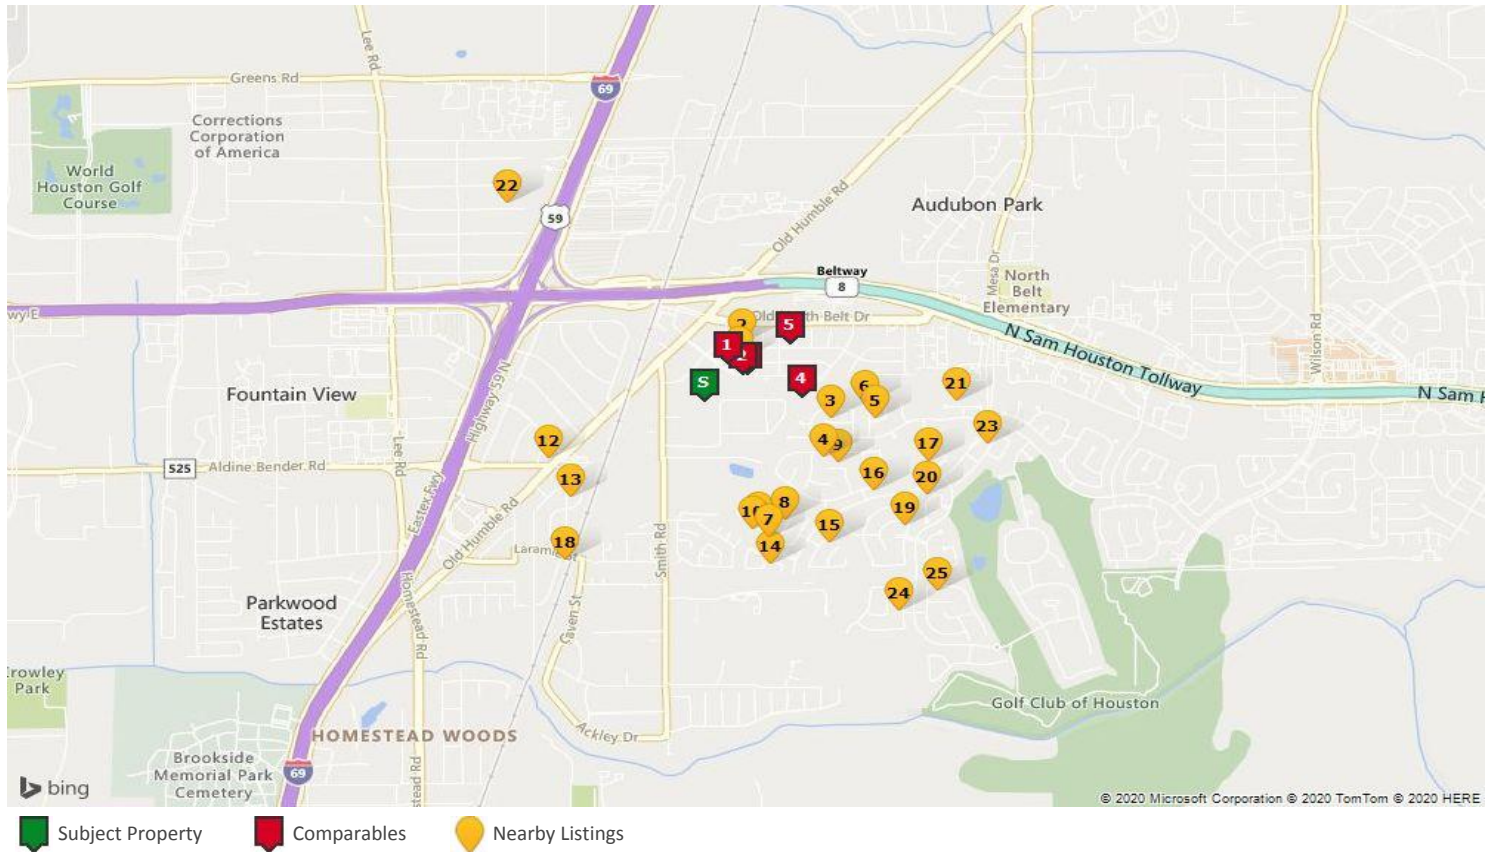 Lee Rd
Greens Rd
69
Corrections
Corporation
of America
World
Houston Golf
Course
22
59
Old Humble Rd
Audubon Park
Mesa Dr
North
Belt
Elementary
Beltway
8
wy E
2
5
1
2
S
4
N Sam Houston Tollway
Wilson Rd
N Sam H
Fountain View
Highway 59 N
3
6
5
21
23
12
4
9
17
525
Aldine Bender Rd
Lee Rd
13
16
20
Eastex Fwy
Old Humble Rd
8
7
19
15
18
14
Smith Rd
25
24
Parkwood
Estates
Homestead Rd
Caven St
Crowley
Park
Golf Club of Houston
HOMESTEAD WOODS
Ackley Dr
Brookside
Memorial Park
Cemetery
69
stead Rd
bing
© 2020 Microsoft Corporation © 2020 TomTom © 2020 HERE
Subject Property
Comparables
Nearby Listings